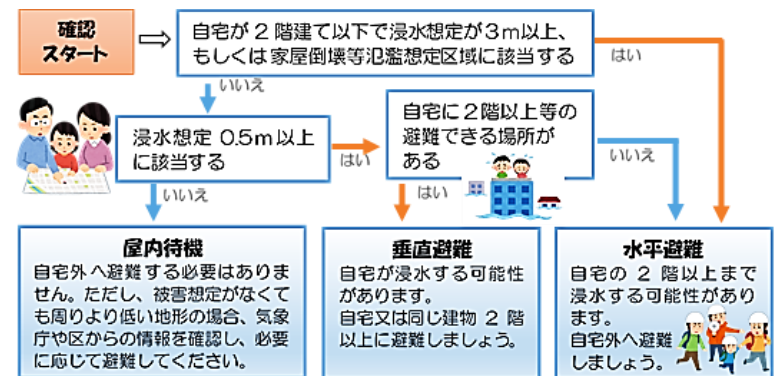 確認
スタート
自宅が2階建て以下で浸水想定が3m以上、
もしくは家屋倒壊等氾濫想定区域に該当する
はい
いいえ
浸水想定 0.5m以上
に該当する
はい
自宅に2階以上等の
避難できる場所が
ある
いいえ
いいえ
はい
屋内待機
自宅外へ避難する必要はありま
せん。ただし、被害想定がなくて
も周りより低い地形の場合、気象
庁や区からの情報を確認し、必要
に応じて避難してください。
垂直避難
自宅が浸水する可能性
があります。
自宅又は同じ建物 2 階
以上に避難しましょう。
水平避難
自宅の 2 階以上まで
浸水する可能性があり
ます。
自宅外へ避難
しましょう。